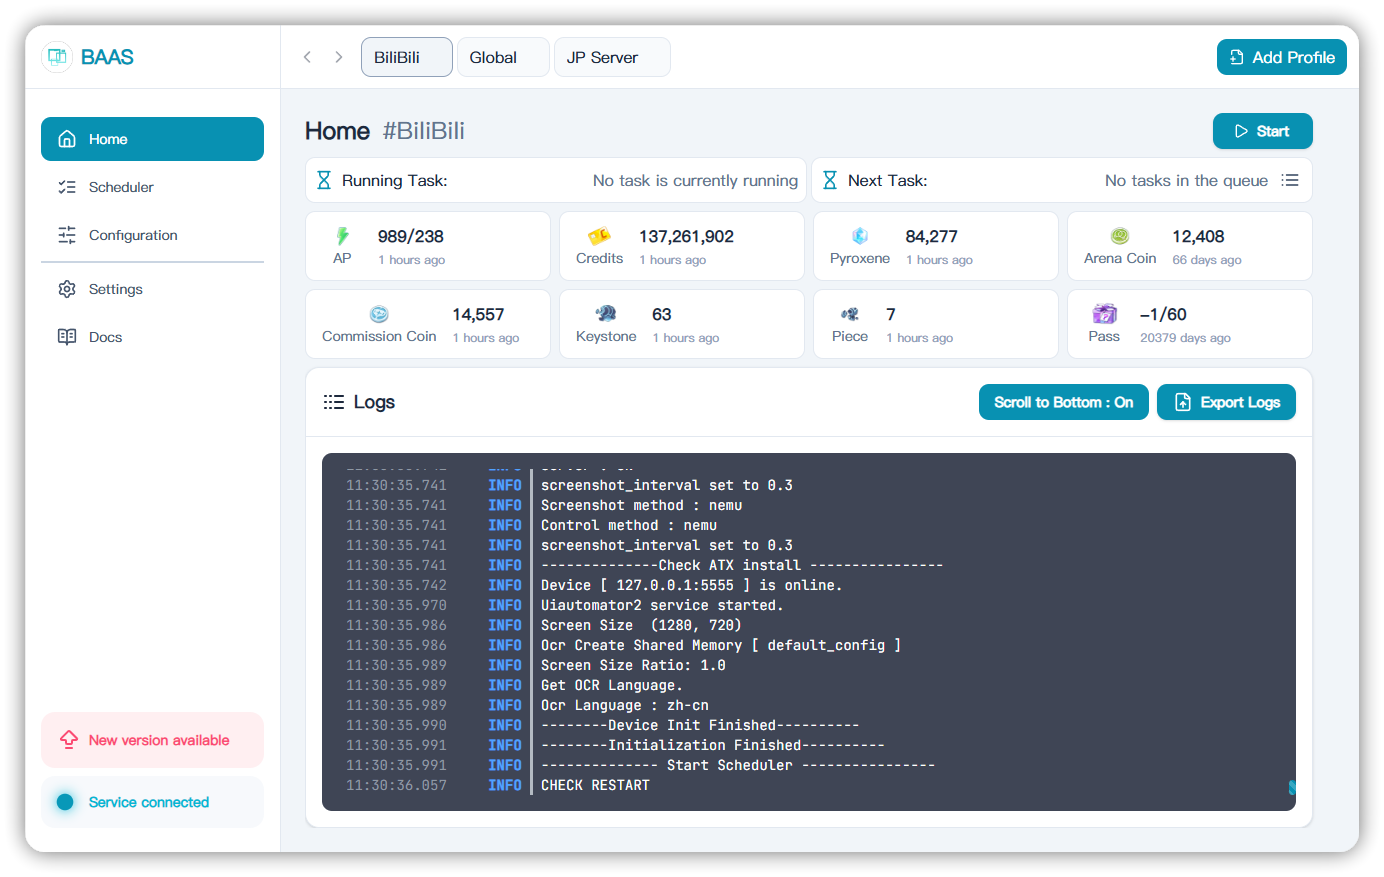 BAAS
BiliBili
Global
JP Server
Add Profile
Home
Scheduler
Configuration
Settings
Docs
New version available
Service connected
Home #BiliBili
Start
Running Task: No task is currently running
Next Task: No tasks in the queue
AP 989/238
1 hours ago
Credits 137,261,902
1 hours ago
Pyroxene 84,277
1 hours ago
Arena Coin 12,408
66 days ago
Commission Coin 14,557
1 hours ago
Keystone 63
1 hours ago
Piece 7
1 hours ago
Pass -1/60
20379 days ago
Logs
Scroll to Bottom : On
Export Logs
11:30:35.741 INFO screenshot_interval set to 0.3
11:30:35.741 INFO Screenshot method : nemu
11:30:35.741 INFO Control method : nemu
11:30:35.741 INFO screenshot_interval set to 0.3
11:30:35.741 INFO --------------Check ATX install ----------------
11:30:35.742 INFO Device [ 127.0.0.1:5555 ] is online.
11:30:35.970 INFO Uiautomator2 service started.
11:30:35.986 INFO Screen Size  (1280, 720)
11:30:35.986 INFO Ocr Create Shared Memory [ default_config ]
11:30:35.989 INFO Screen Size Ratio: 1.0
11:30:35.989 INFO Get OCR Language.
11:30:35.989 INFO Ocr Language : zh-cn
11:30:35.990 INFO --------Device Init Finished----------
11:30:35.991 INFO --------Initialization Finished----------
11:30:35.991 INFO -------------- Start Scheduler ----------------
11:30:36.057 INFO CHECK RESTART